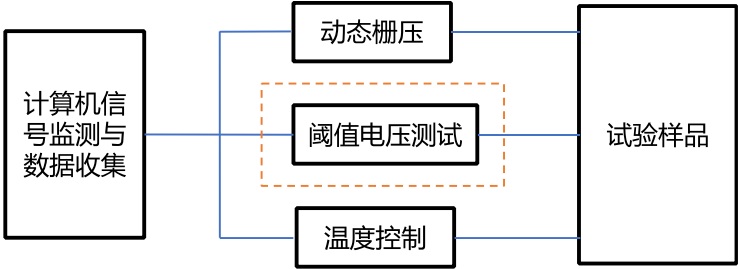 计算机信
号监测与
数据收集
动态栅压
阈值电压测试
温度控制
试验样品